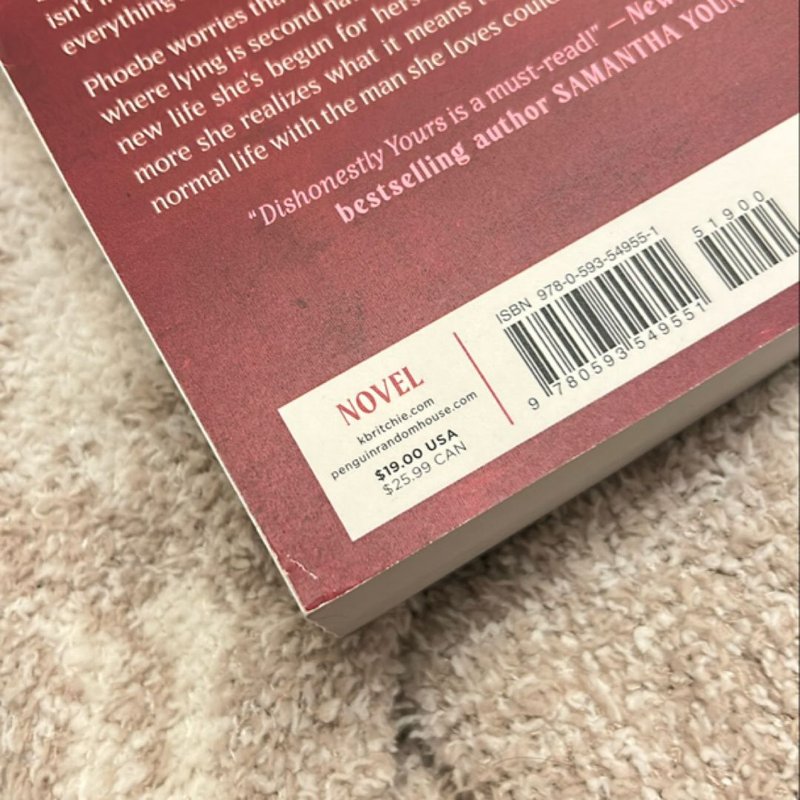 isn't
everything
Phoebe worries tha
where lying is second na
new life she's begun for hers
more she realizes what it means t
normal life with the man she loves coul
"Dishonestly Yours is a must-read!" —New
bestselling author SAMANTHA YOUN
NOVEL
kbritchie.com
penguinrandomhouse.com
$19.00 USA
$25.99 CAN
ISBN 978-0-593-54955-1
9 780593 549551
51900